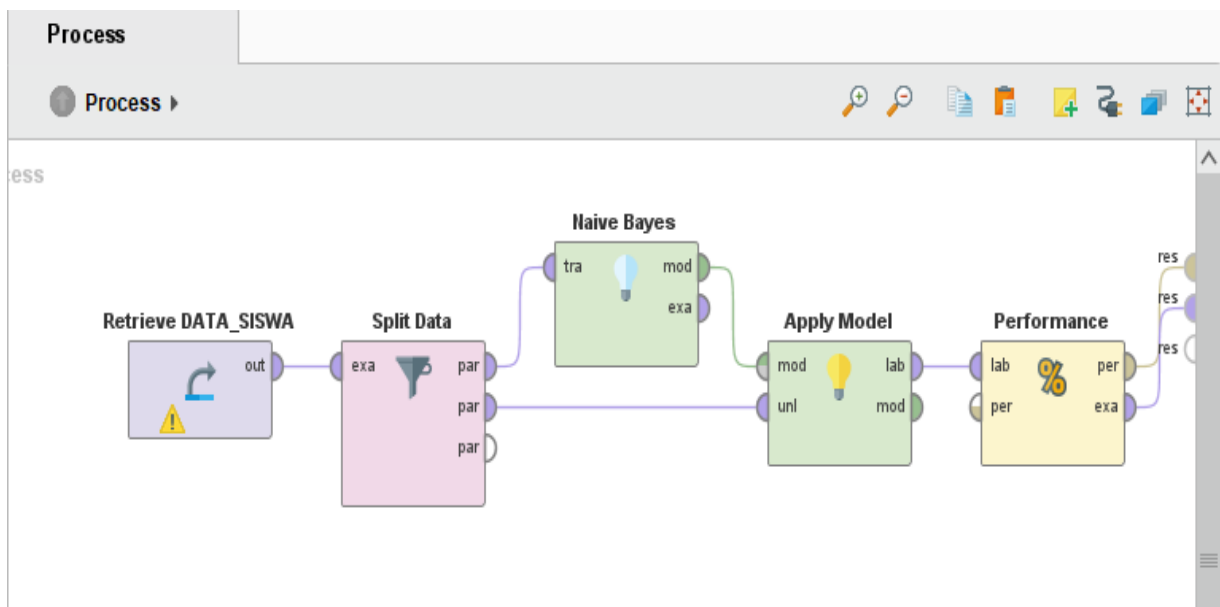 Process
Process
cess
Naive Bayes
tra mod
exa
res
res
res
Retrieve DATA_SISWA
out
Split Data
exa par
par
par
Apply Model
mod lab
unl mod
Performance
% 
lab per
per exa